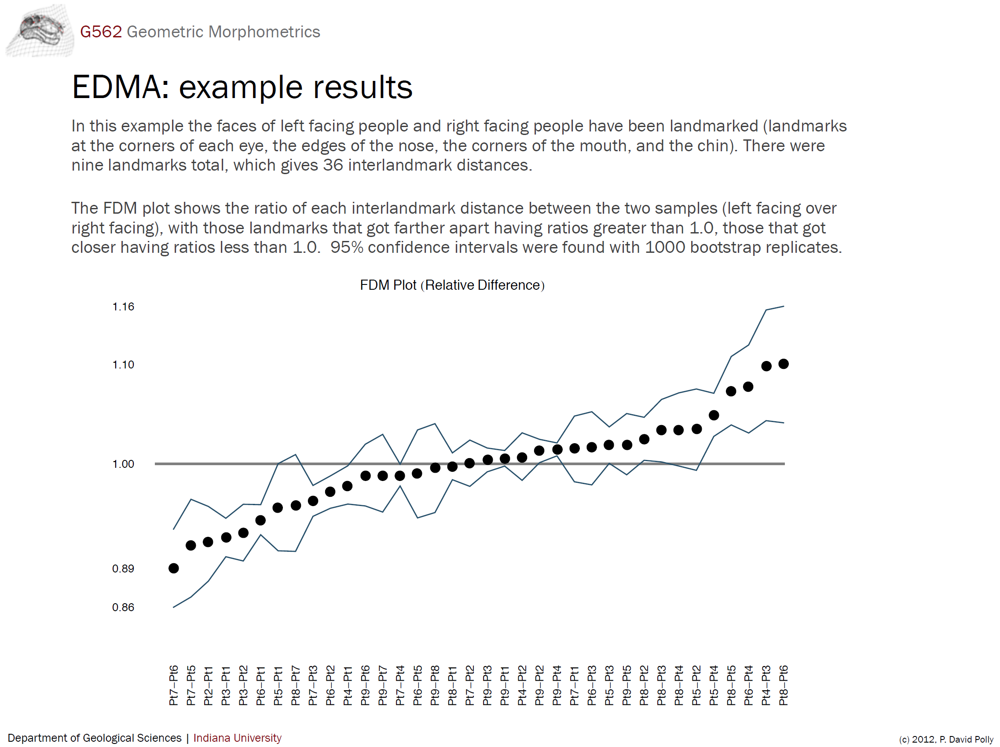 G562 Geometric Morphometrics
EDMA: example results
In this example the faces of left facing people and right facing people have been landmarked (landmarks
at the corners of each eye, the edges of the nose, the corners of the mouth, and the chin). There were
nine landmarks total, which gives 36 interlandmark distances.
The FDM plot shows the ratio of each interlandmark distance between the two samples (left facing over
right facing), with those landmarks that got farther apart having ratios greater than 1.0, those that got
closer having ratios less than 1.0.  95% confidence intervals were found with 1000 bootstrap replicates.
FDM Plot (Relative Difference)
1.16
1.10
1.00
0.89
0.86
Pt7–Pt6
Pt7–Pt5
Pt2–Pt1
Pt3–Pt1
Pt3–Pt2
Pt6–Pt1
Pt5–Pt1
Pt8–Pt7
Pt7–Pt3
Pt6–Pt2
Pt4–Pt1
Pt9–Pt6
Pt9–Pt7
Pt7–Pt4
Pt6–Pt5
Pt9–Pt8
Pt8–Pt1
Pt7–Pt2
Pt9–Pt3
Pt9–Pt1
Pt4–Pt2
Pt9–Pt2
Pt9–Pt4
Pt7–Pt1
Pt6–Pt3
Pt5–Pt3
Pt9–Pt5
Pt8–Pt2
Pt8–Pt3
Pt8–Pt4
Pt5–Pt2
Pt5–Pt4
Pt8–Pt5
Pt6–Pt4
Pt4–Pt3
Pt8–Pt6
Department of Geological Sciences | Indiana University
(c) 2012, P. David Polly